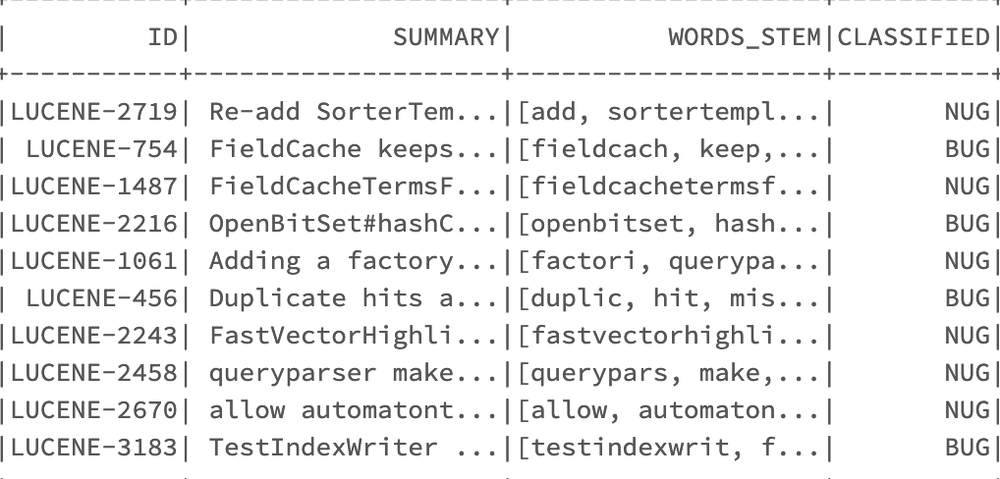 | ID| SUMMARY| WORDS_STEM|CLASSIFIED|
+-----------+--------------------+--------------------+----------+
|LUCENE-2719| Re-add SorterTem...|[add, sortertempl...| NUG|
| LUCENE-754| FieldCache keeps...|[fieldcach, keep,...| BUG|
|LUCENE-1487| FieldCacheTermsF...|[fieldcachetermsf...| NUG|
|LUCENE-2216| OpenBitSet#hashC...|[openbitset, hash...| BUG|
|LUCENE-1061| Adding a factory...|[factori, querypa...| NUG|
| LUCENE-456| Duplicate hits a...|[duplic, hit, mis...| BUG|
|LUCENE-2243| FastVectorHighli...|[fastvectorhighli...| NUG|
|LUCENE-2458| queryparser make...|[querypars, make,...| NUG|
|LUCENE-2670| allow automatont...|[allow, automaton...| NUG|
|LUCENE-3183| TestIndexWriter ...|[testindexwrit, f...| BUG|